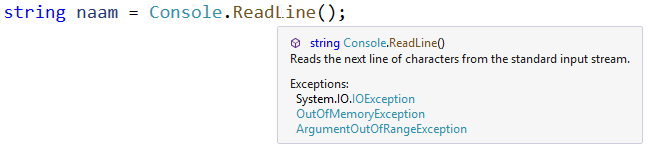 string naam = Console.ReadLine();
string Console.ReadLine()
Reads the next line of characters from the standard input stream.
Exceptions:
System.IO.IOException
OutOfMemoryException
ArgumentOutOfRangeException